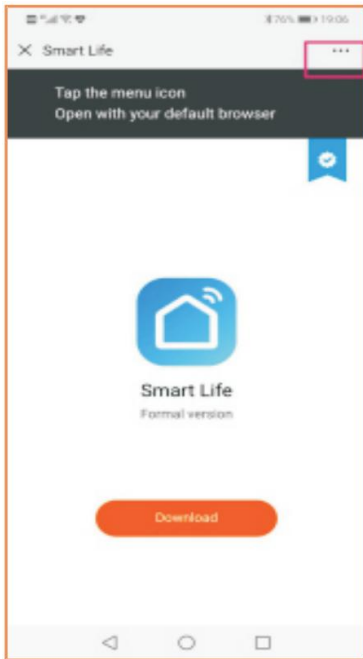 76% 19:06
Smart Life
Tap the menu icon
Open with your default browser
Smart Life
Formal version
Download